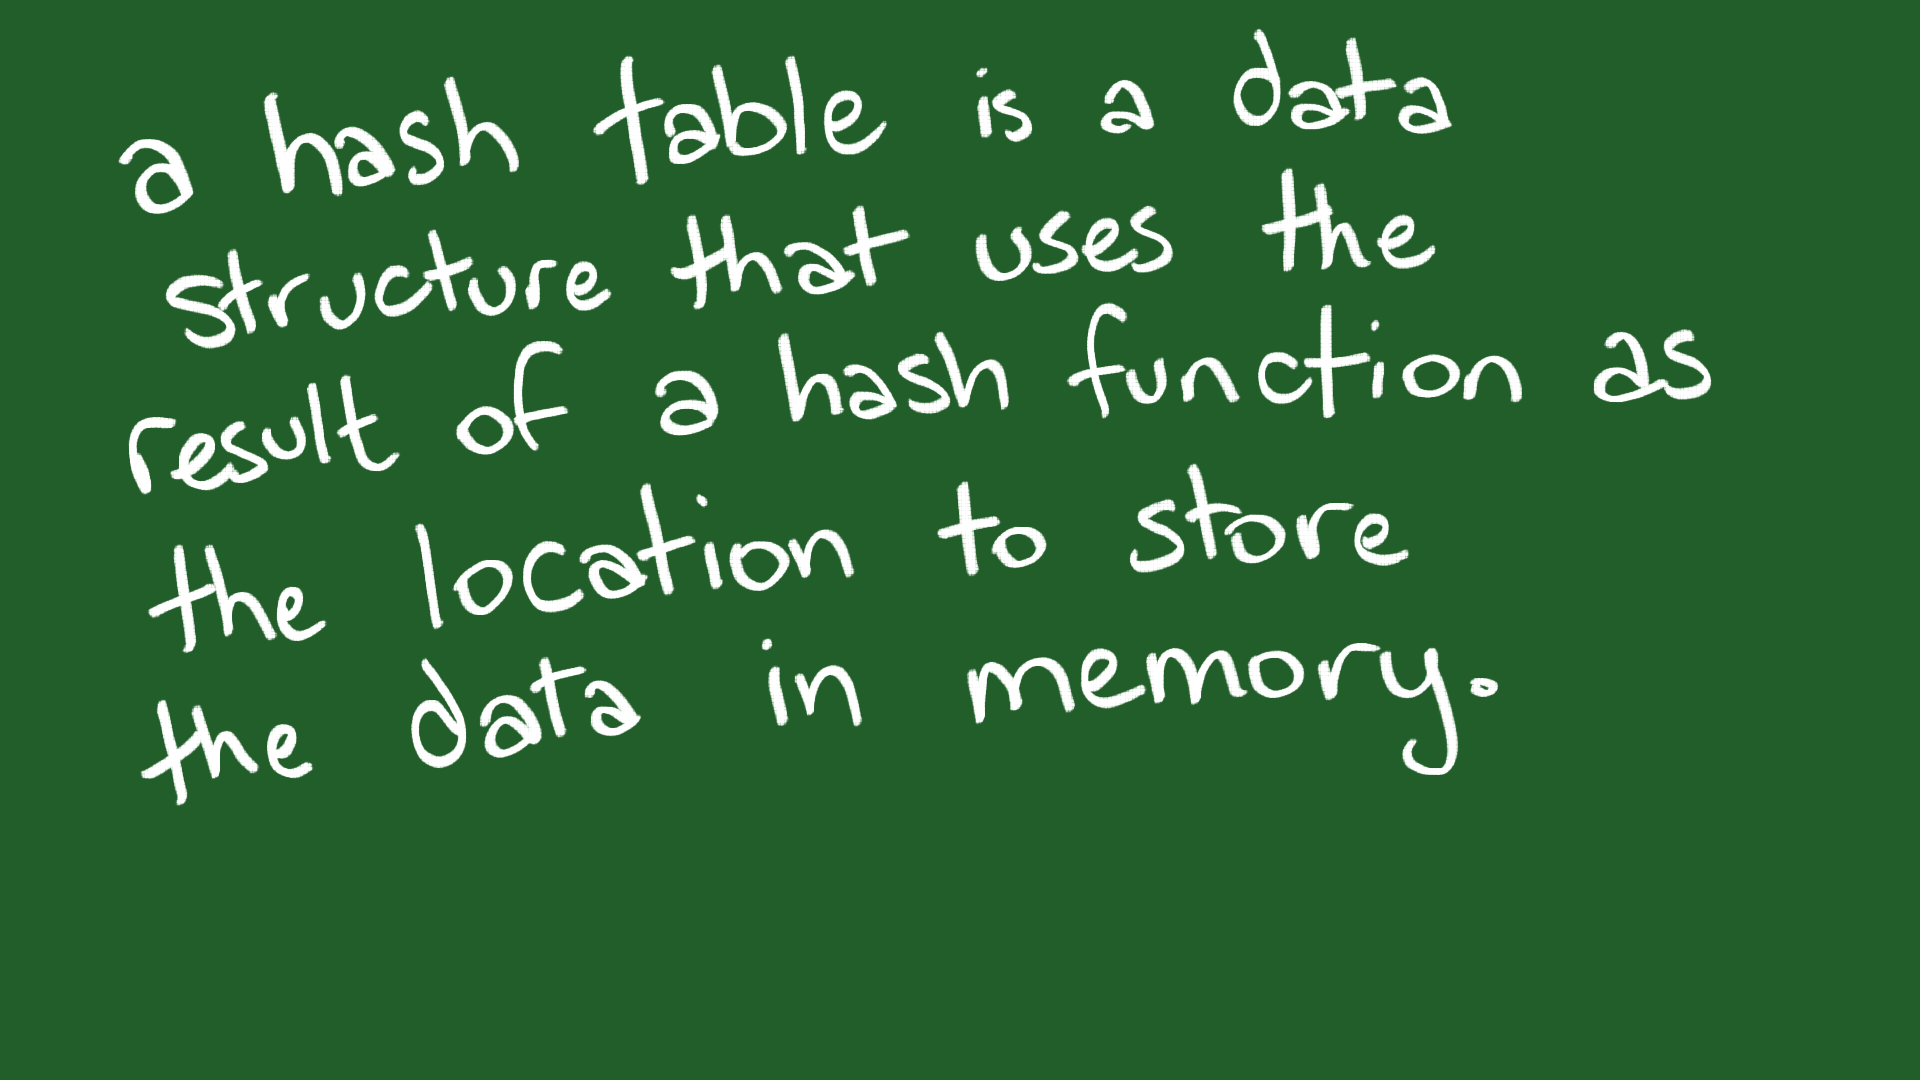 a hash table is a data
structure that uses the
result of a hash function as
the location to store
the data in memory.